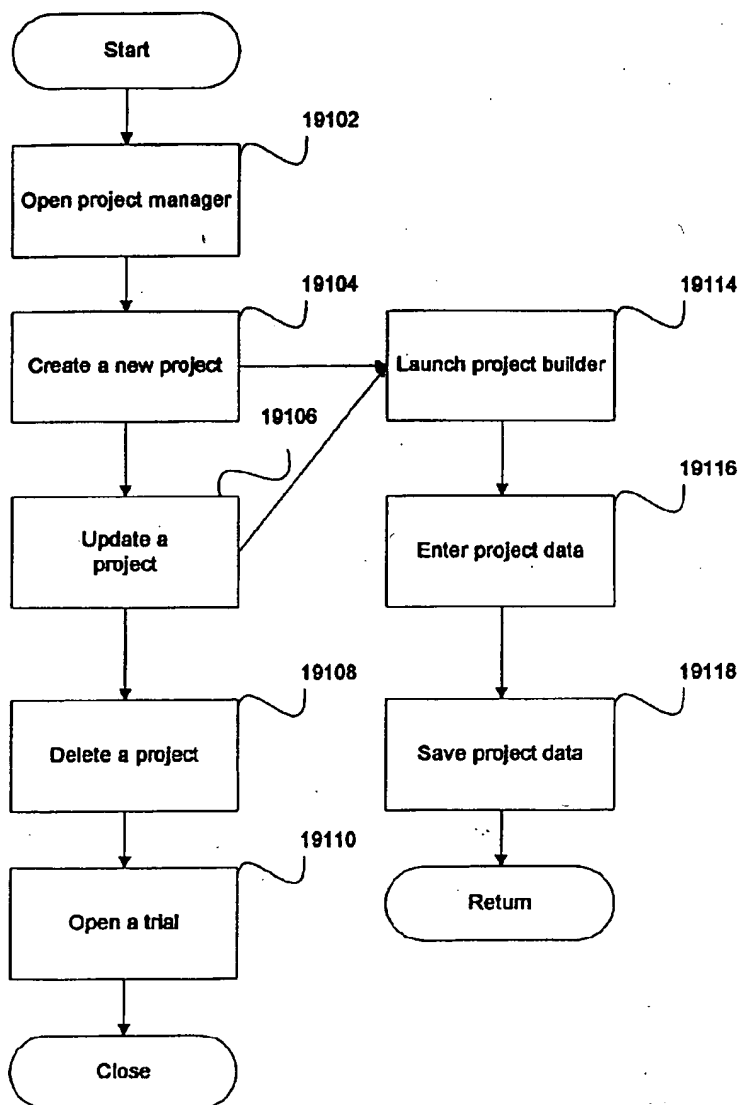 Start
19102
Open project manager
19104
Create a new project
19114
Launch project builder
19106
Update a
project
19116
Enter project data
19108
Delete a project
19118
Save project data
19110
Open a trial
Return
Close